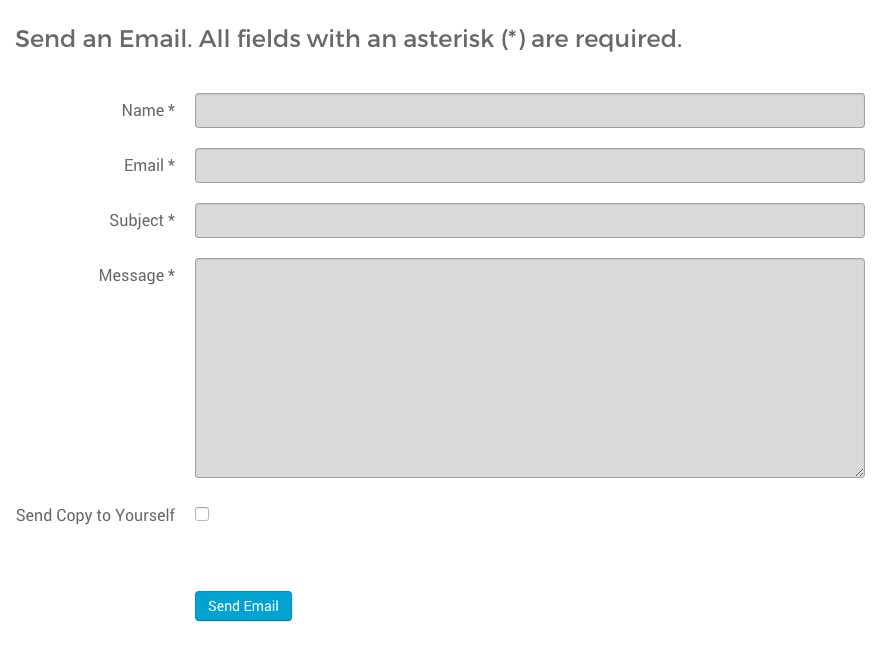 Send an Email. All fields with an asterisk (*) are required.
Name *
Email *
Subject *
Message *
Send Copy to Yourself
Send Email